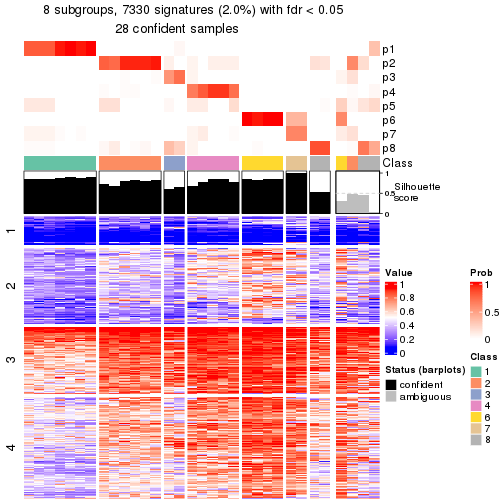 8 subgroups, 7330 signatures (2.0%) with fdr < 0.05
28 confident samples
p1
p2
p3
p4
p5
p6
p7
p8
Class
1
0.5
0
Silhouette
score
1
2
3
4
Value
1
0.8
0.6
0.4
0.2
0
Status (barplots)
confident
ambiguous
Prob
1
0.5
0
Class
1
2
3
4
6
7
8